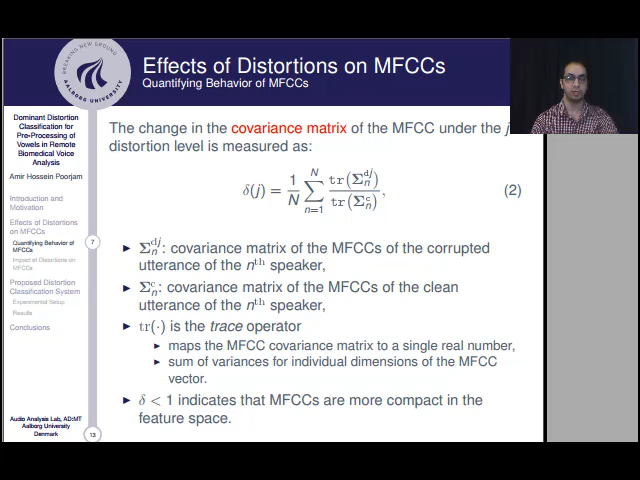 Effects of Distortions on MFCCs
Quantifying Behavior of MFCCs
BREAKING NEW GROUND
AALBORG UNIVERSITY
Dominant Distortion
Classification for
Pre-Processing of
Vowels in Remote
Biomedical Voice
Analysis
Amir Hossein Poorjam
Introduction and
Motivation
Effects of Distortions
on MFCCs
Quantifying Behavior of
MFCCs
7
Impact of Distortions on
MFCCs
Proposed Distortion
Classification System
Experimental Setup
Results
Conclusions
Audio Analysis Lab, AD:MT
Aalborg University
Denmark
13
The change in the covariance matrix of the MFCC under the j
distortion level is measured as:
δ(j) = 1/N ∑_{n=1}^{N} tr(Σ_n^{dj}) / tr(Σ_n^c), (2)
▶ Σ_n^{dj}: covariance matrix of the MFCCs of the corrupted
utterance of the nth speaker,
▶ Σ_n^c: covariance matrix of the MFCCs of the clean
utterance of the nth speaker,
▶ tr(·) is the trace operator
▶ maps the MFCC covariance matrix to a single real number,
▶ sum of variances for individual dimensions of the MFCC
vector.
▶ δ < 1 indicates that MFCCs are more compact in the
feature space.